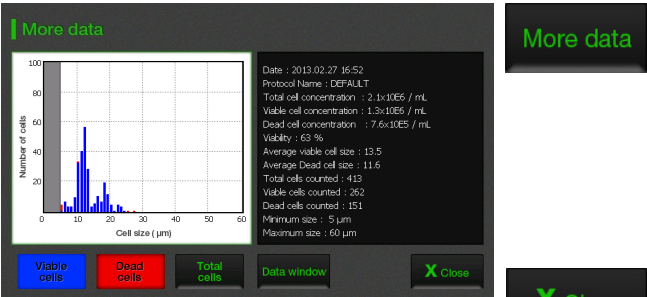 More data
Number of cells
100
80
60
40
20
0 10 20 30 40 50 60
Cell size ( μm)
Date : 2013.02.27 16:52
Protocol Name : DEFAULT
Total cell concentration : 2.1x10E6 / mL
Viable cell concentration : 1.3x10E6 / mL
Dead cell concentration : 7.6x10E5 / mL
Viability : 63 %
Average viable cell size : 13.5
Average Dead cell size : 11.6
Total cells counted : 413
Viable cells counted : 262
Dead cells counted : 151
Minimum size : 5 μm
Maximum size : 60 μm
Viable
cells
Dead
cells
Total
cells
Data window
X Close
More data